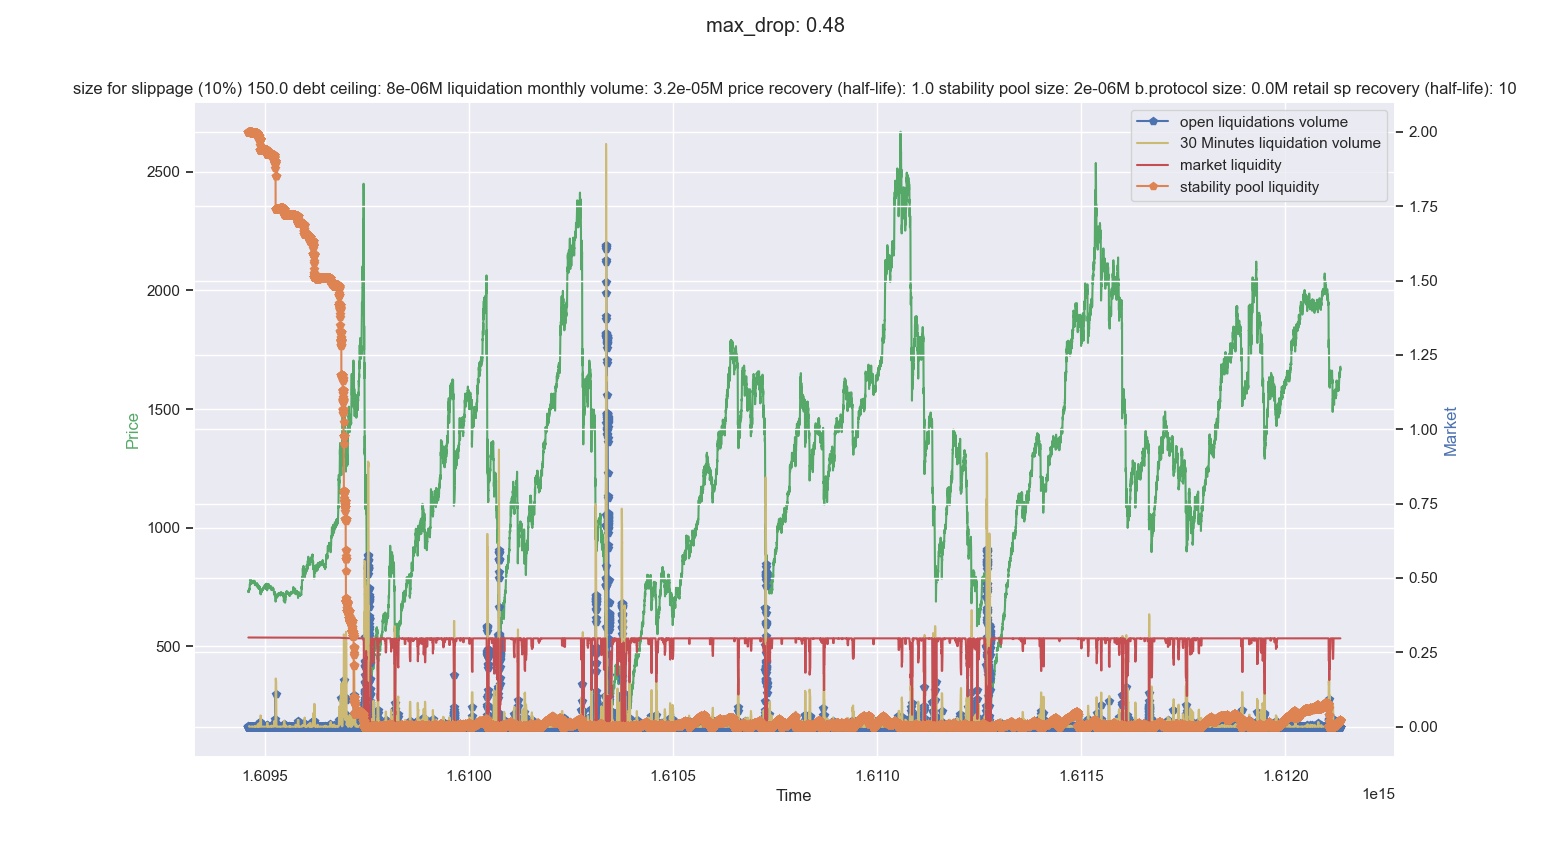 max_drop: 0.48
size for slippage (10%) 150.0 debt ceiling: 8e-06M liquidation monthly volume: 3.2e-05M price recovery (half-life): 1.0 stability pool size: 2e-06M b.protocol size: 0.0M retail sp recovery (half-life): 10
open liquidations volume
30 Minutes liquidation volume
market liquidity
stability pool liquidity
2500
2000
1500
1000
500
Price
2.00
1.75
1.50
1.25
1.00
0.75
0.50
0.25
0.00
Market
1.6095 1.6100 1.6105 1.6110 1.6115 1.6120
Time
1e15